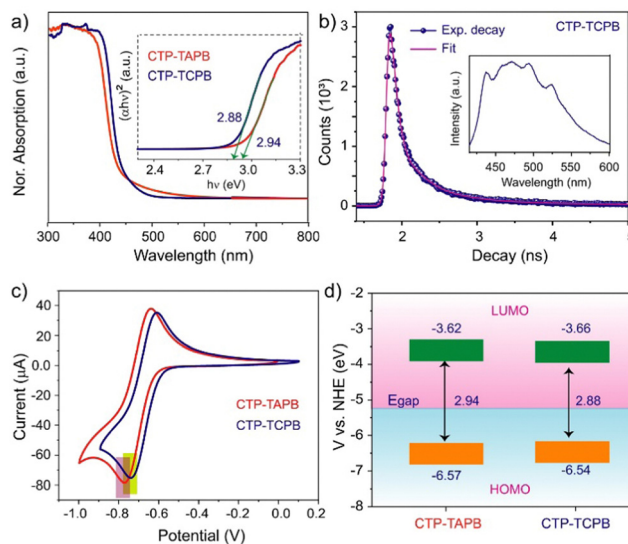 a)
Nor. Absorption (a.u.)
(αhν)² (a.u.)
CTP-TAPB
CTP-TCPB
2.88
2.94
2.4 2.7 3.0 3.3
hν (eV)
300 400 500 600 700 800
Wavelength (nm)
b)
CTP-TCPB
Exp. decay
Fit
Counts (10³)
3
2
1
0
Intensity (a.u.)
450 500 550 600
Wavelength (nm)
2 3 4 5
Decay (ns)
c)
Current (µA)
40
20
0.0
-20
-40
-60
-80
CTP-TAPB
CTP-TCPB
-1.0 -0.8 -0.6 -0.4 -0.2 0.0 0.2
Potential (V)
d)
V vs. NHE (eV)
-2
-3
-4
-5
-6
-7
-8
LUMO
-3.62 -3.66
Egap 2.94 2.88
-6.57 -6.54
HOMO
CTP-TAPB CTP-TCPB